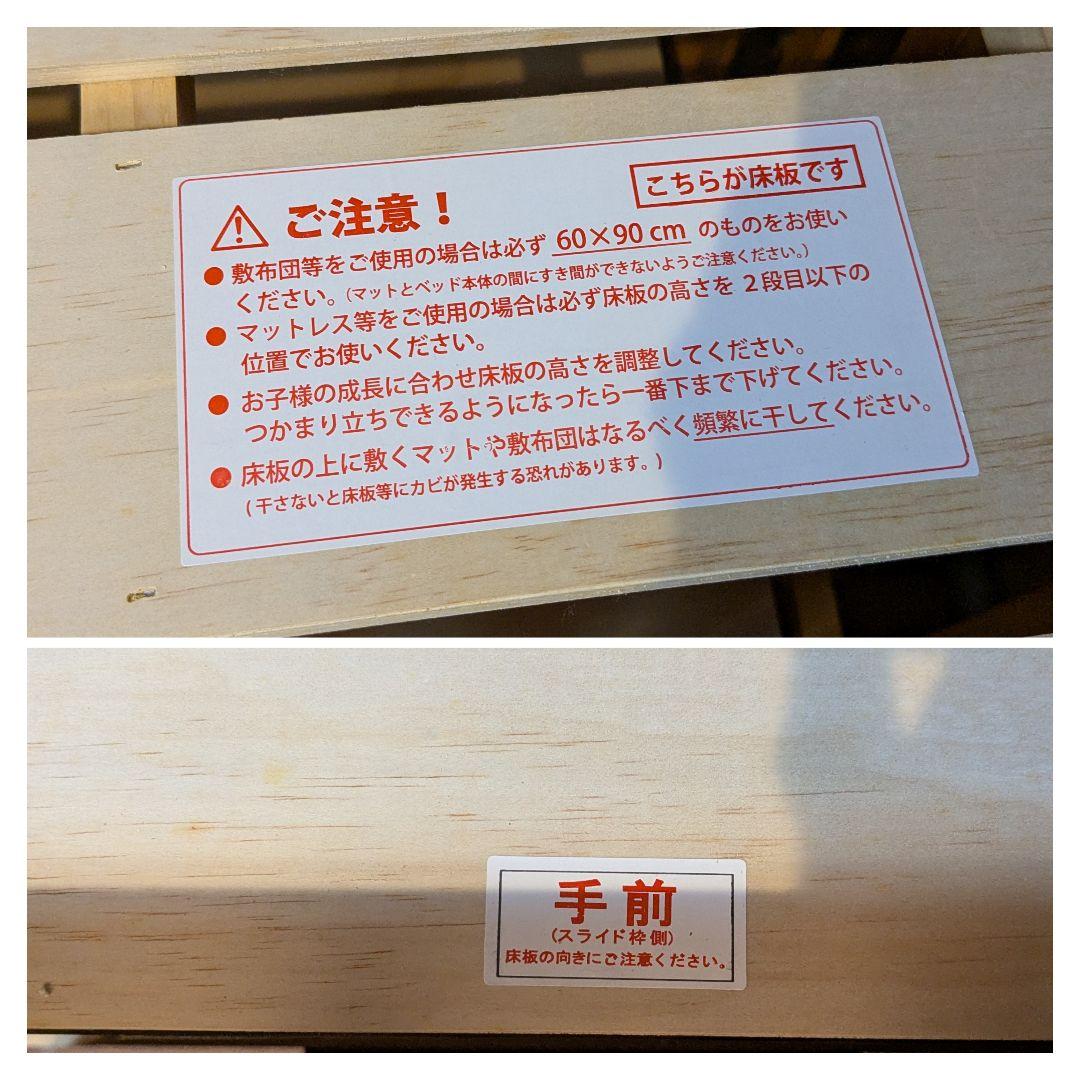 ご注意！
こちらが床板です
●敷布団等をご使用の場合は必ず 60×90 cm のものをお使い
ください。（マットとベッド本体の間にすき間ができないようご注意ください。）
●マットレス等をご使用の場合は必ず床板の高さを ２段目以下の
位置でお使いください。
●お子様の成長に合わせ床板の高さを調整してください。
つかまり立ちできるようになったら一番下まで下げてください。
●床板の上に敷くマットや敷布団はなるべく頻繁に干してください。
(干さないと床板等にカビが発生する恐れがあります。)
手前
(スライド枠側)
床板の向きにご注意ください。